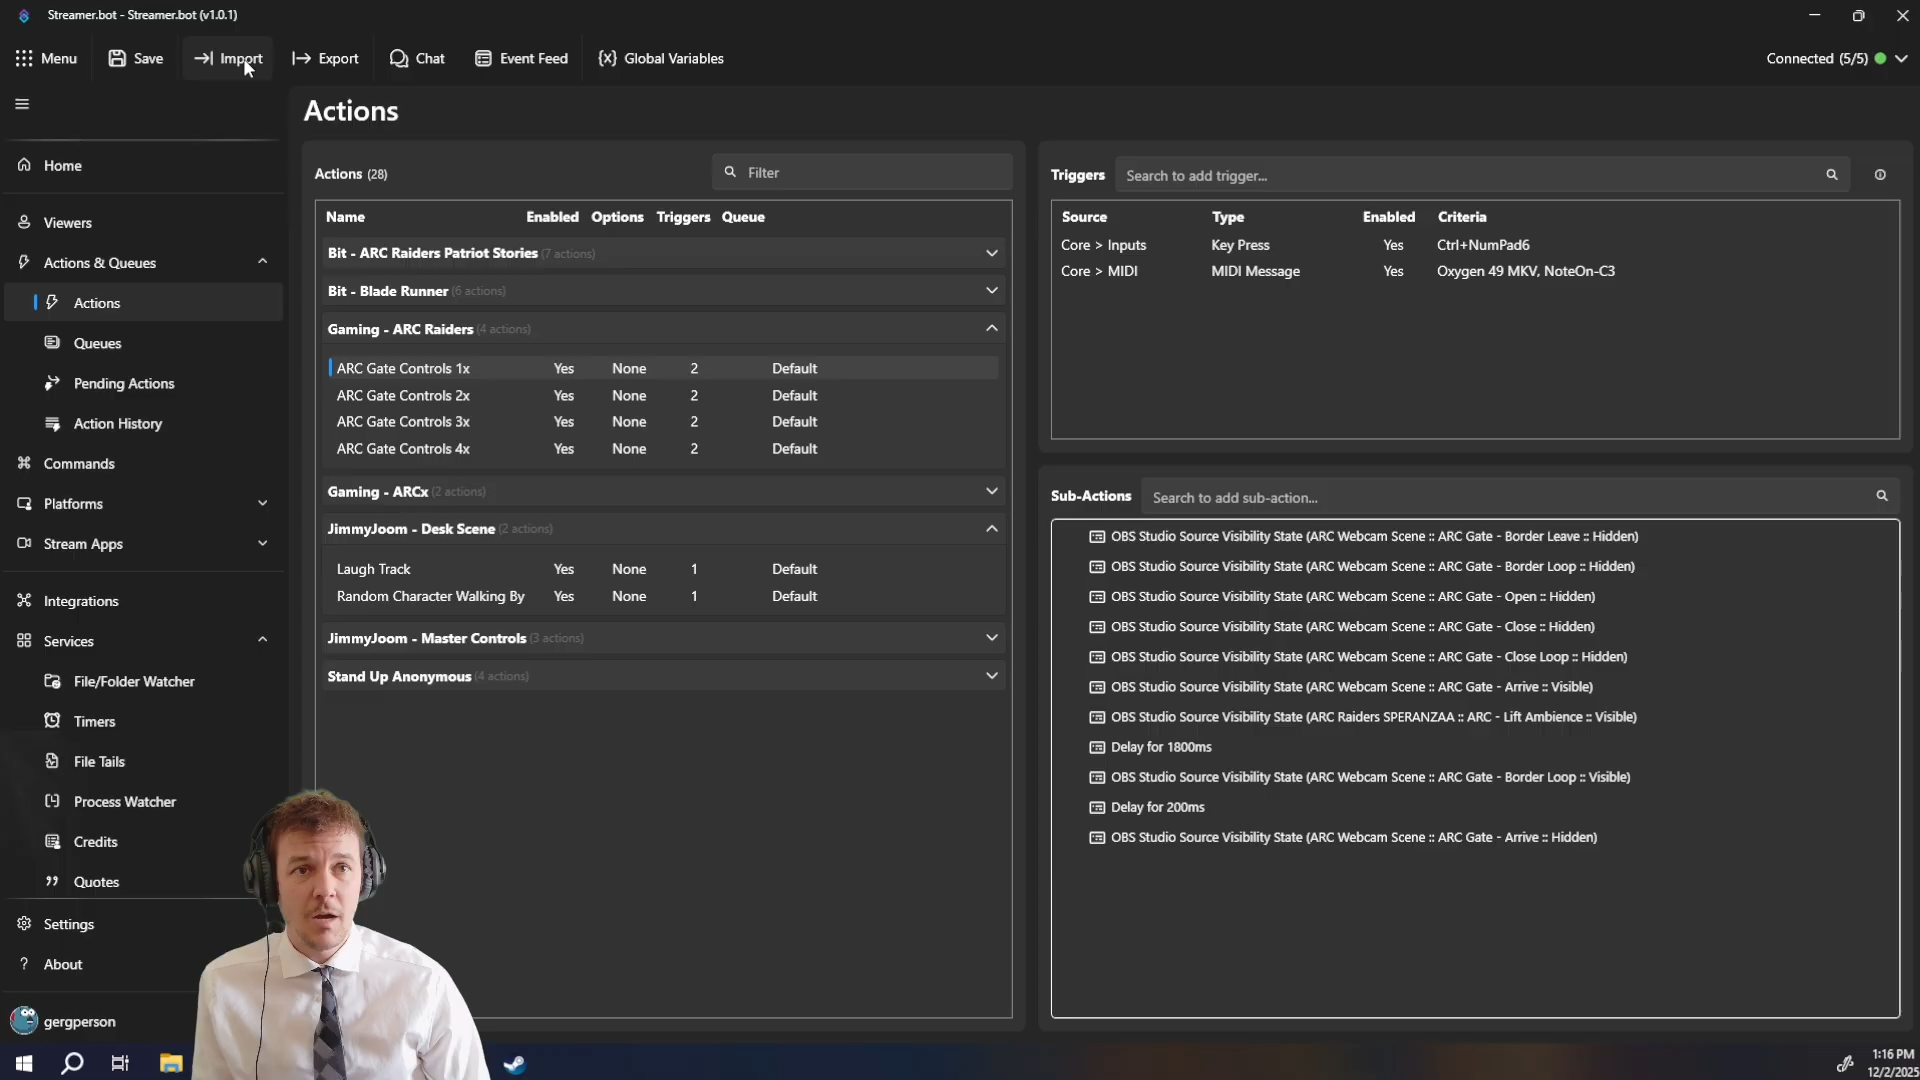 Streamer.bot - Streamer.bot (v1.0.1)
Menu
Save
Import
Export
Chat
Event Feed
{x} Global Variables
Connected (5/5)
Home
Viewers
Actions & Queues
Actions
Queues
Pending Actions
Action History
Commands
Platforms
Stream Apps
Integrations
Services
File/Folder Watcher
Timers
File Tails
Process Watcher
Credits
Quotes
Settings
? About
gergperson
Actions
Actions (28)
Filter
Name Enabled Options Triggers Queue
Bit - ARC Raiders Patriot Stories (7 actions)
Bit - Blade Runner (6 actions)
Gaming - ARC Raiders (4 actions)
ARC Gate Controls 1x Yes None 2 Default
ARC Gate Controls 2x Yes None 2 Default
ARC Gate Controls 3x Yes None 2 Default
ARC Gate Controls 4x Yes None 2 Default
Gaming - ARCx (2 actions)
JimmyJoom - Desk Scene (2 actions)
Laugh Track Yes None 1 Default
Random Character Walking By Yes None 1 Default
JimmyJoom - Master Controls (3 actions)
Stand Up Anonymous (4 actions)
Triggers
Search to add trigger...
Source Type Enabled Criteria
Core > Inputs Key Press Yes Ctrl+NumPad6
Core > MIDI MIDI Message Yes Oxygen 49 MKV, NoteOn-C3
Sub-Actions
Search to add sub-action...
OBS Studio Source Visibility State (ARC Webcam Scene :: ARC Gate - Border Leave :: Hidden)
OBS Studio Source Visibility State (ARC Webcam Scene :: ARC Gate - Border Loop :: Hidden)
OBS Studio Source Visibility State (ARC Webcam Scene :: ARC Gate - Open :: Hidden)
OBS Studio Source Visibility State (ARC Webcam Scene :: ARC Gate - Close :: Hidden)
OBS Studio Source Visibility State (ARC Webcam Scene :: ARC Gate - Close Loop :: Hidden)
OBS Studio Source Visibility State (ARC Webcam Scene :: ARC Gate - Arrive :: Visible)
OBS Studio Source Visibility State (ARC Raiders SPERANZAA :: ARC - Lift Ambience :: Visible)
Delay for 1800ms
OBS Studio Source Visibility State (ARC Webcam Scene :: ARC Gate - Border Loop :: Visible)
Delay for 200ms
OBS Studio Source Visibility State (ARC Webcam Scene :: ARC Gate - Arrive :: Hidden)
1:16 PM
12/2/2025